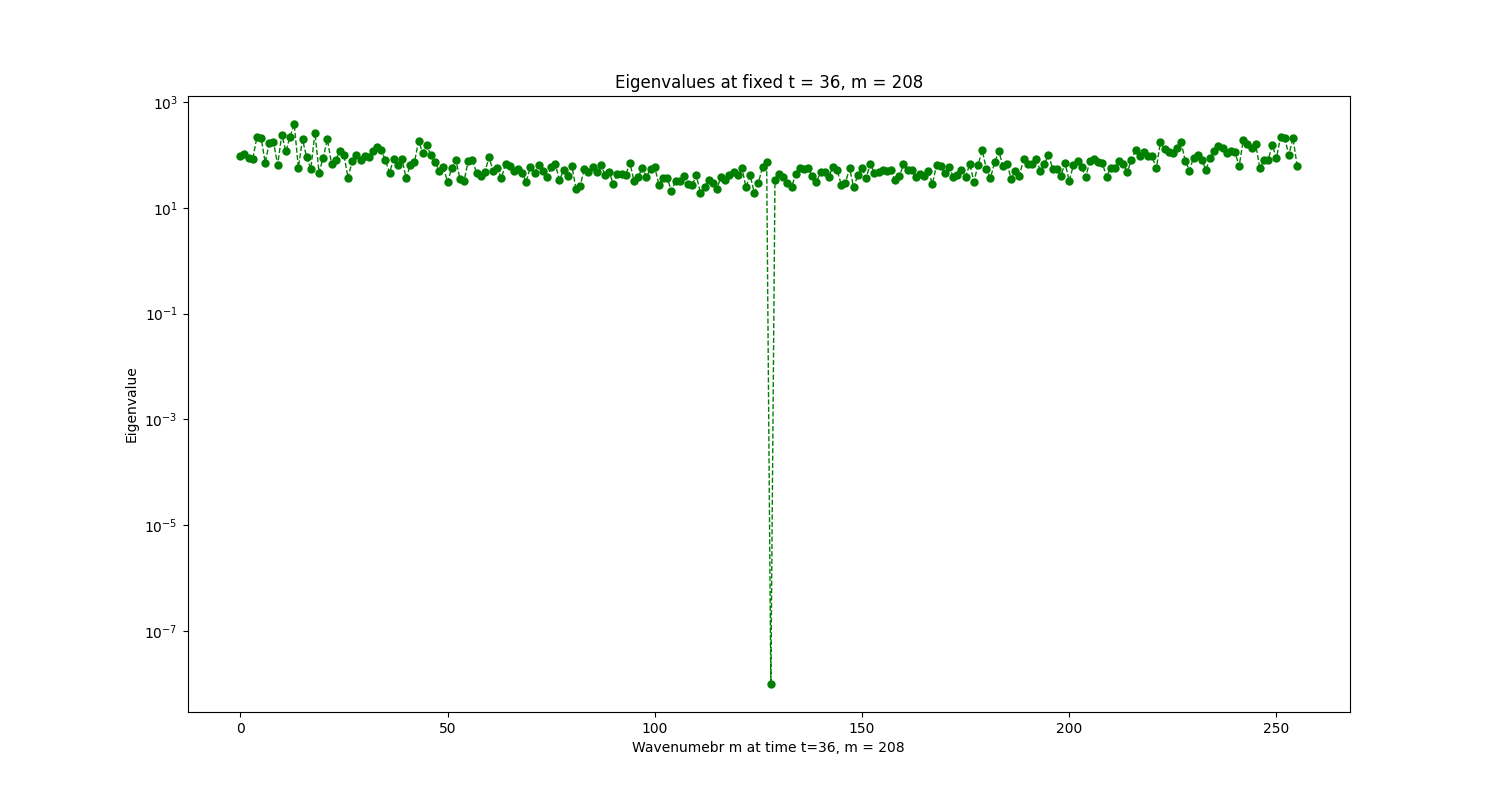 Eigenvalues at fixed t = 36, m = 208
10³
10¹
10⁻¹
10⁻³
10⁻⁵
10⁻⁷
Eigenvalue
0 50 100 150 200 250
Wavenumebr m at time t=36, m = 208